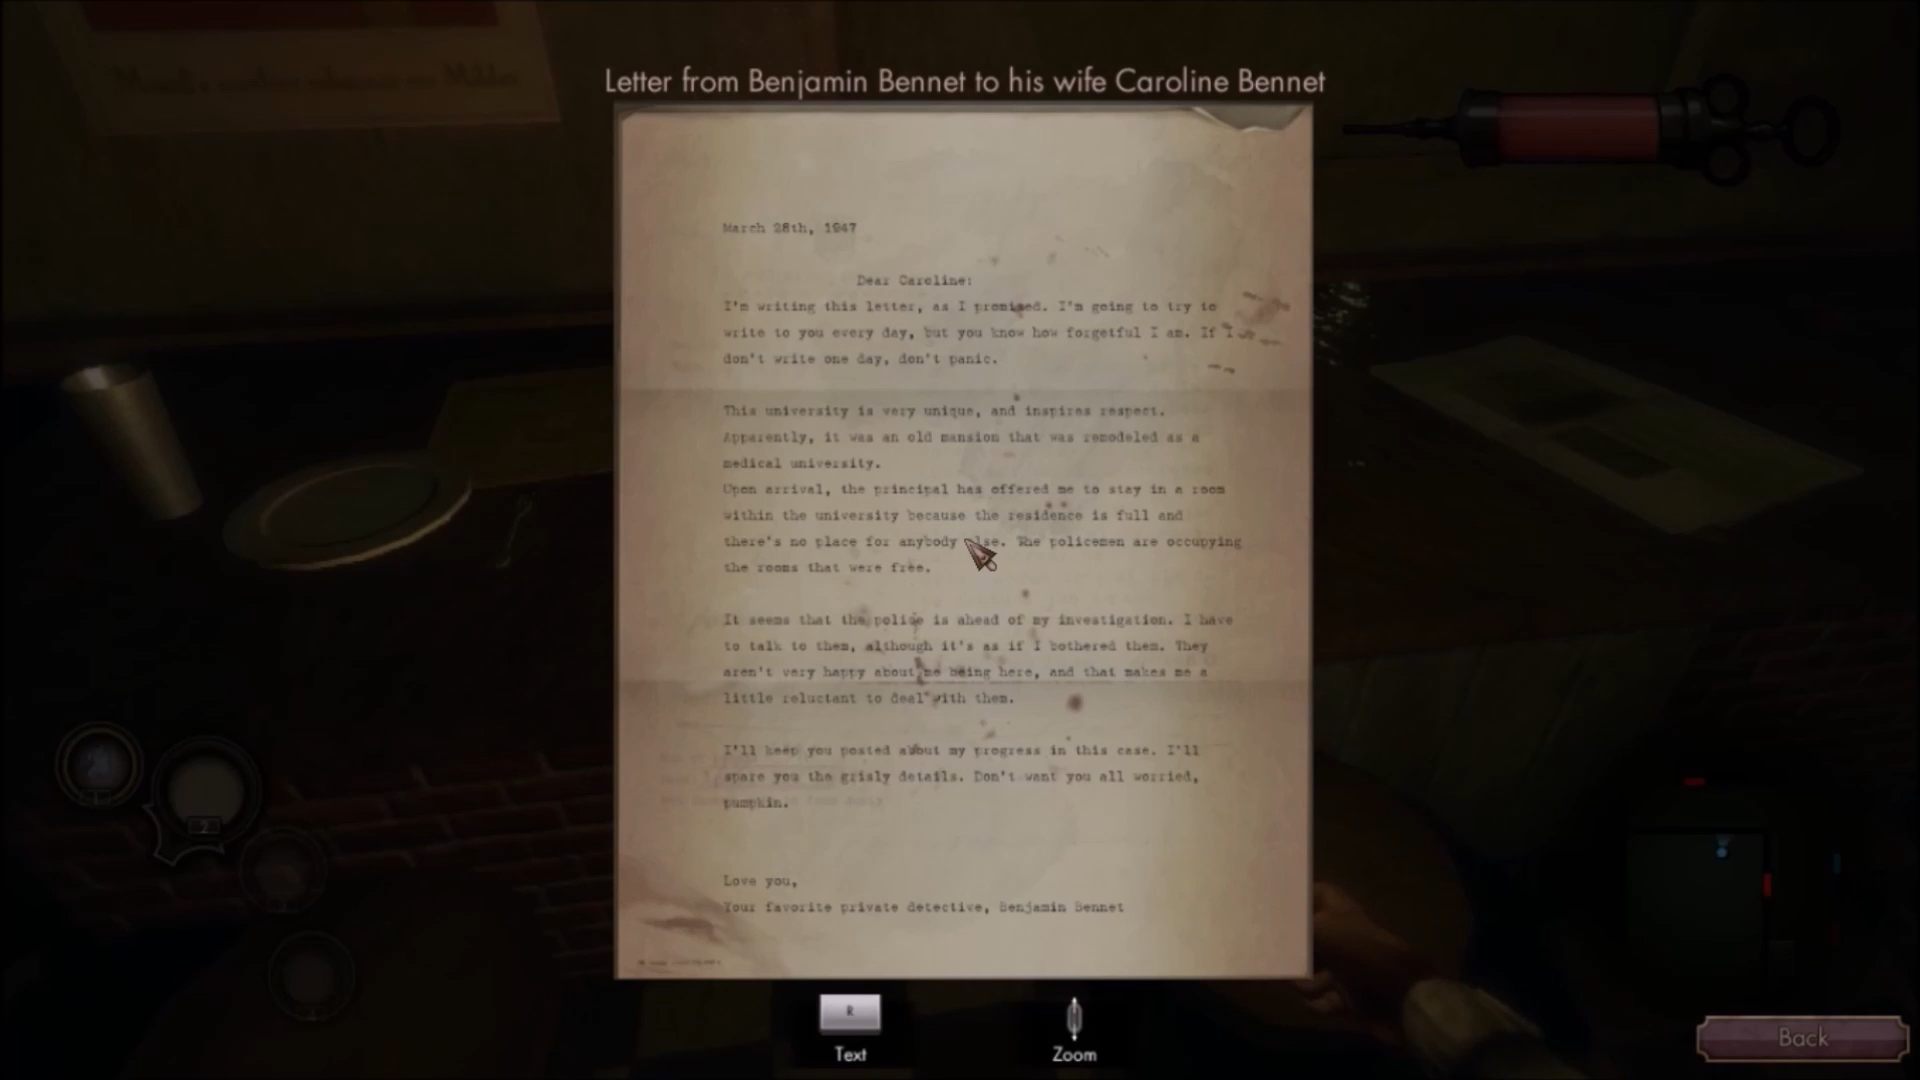 Letter from Benjamin Bennet to his wife Caroline Bennet
March 28th, 1947
Dear Caroline:
I'm writing this letter, as I promised. I'm going to try to
write to you every day, but you know how forgetful I am. If I
don't write one day, don't panic.
This university is very unique, and inspires respect.
Apparently, it was an old mansion that was remodeled as a
medical university.
Upon arrival, the principal has offered me to stay in a room
within the university because the residence is full and
there's no place for anybody else. The policemen are occupying
the rooms that were free.
It seems that the police is ahead of my investigation. I have
to talk to them, although it's as if I bothered them. They
aren't very happy about me being here, and that makes me a
little reluctant to deal with them.
I'll keep you posted about my progress in this case. I'll
spare you the grisly details. Don't want you all worried,
pumpkin.
Love you,
Your favorite private detective, Benjamin Bennet
2
R
Text
Zoom
Back